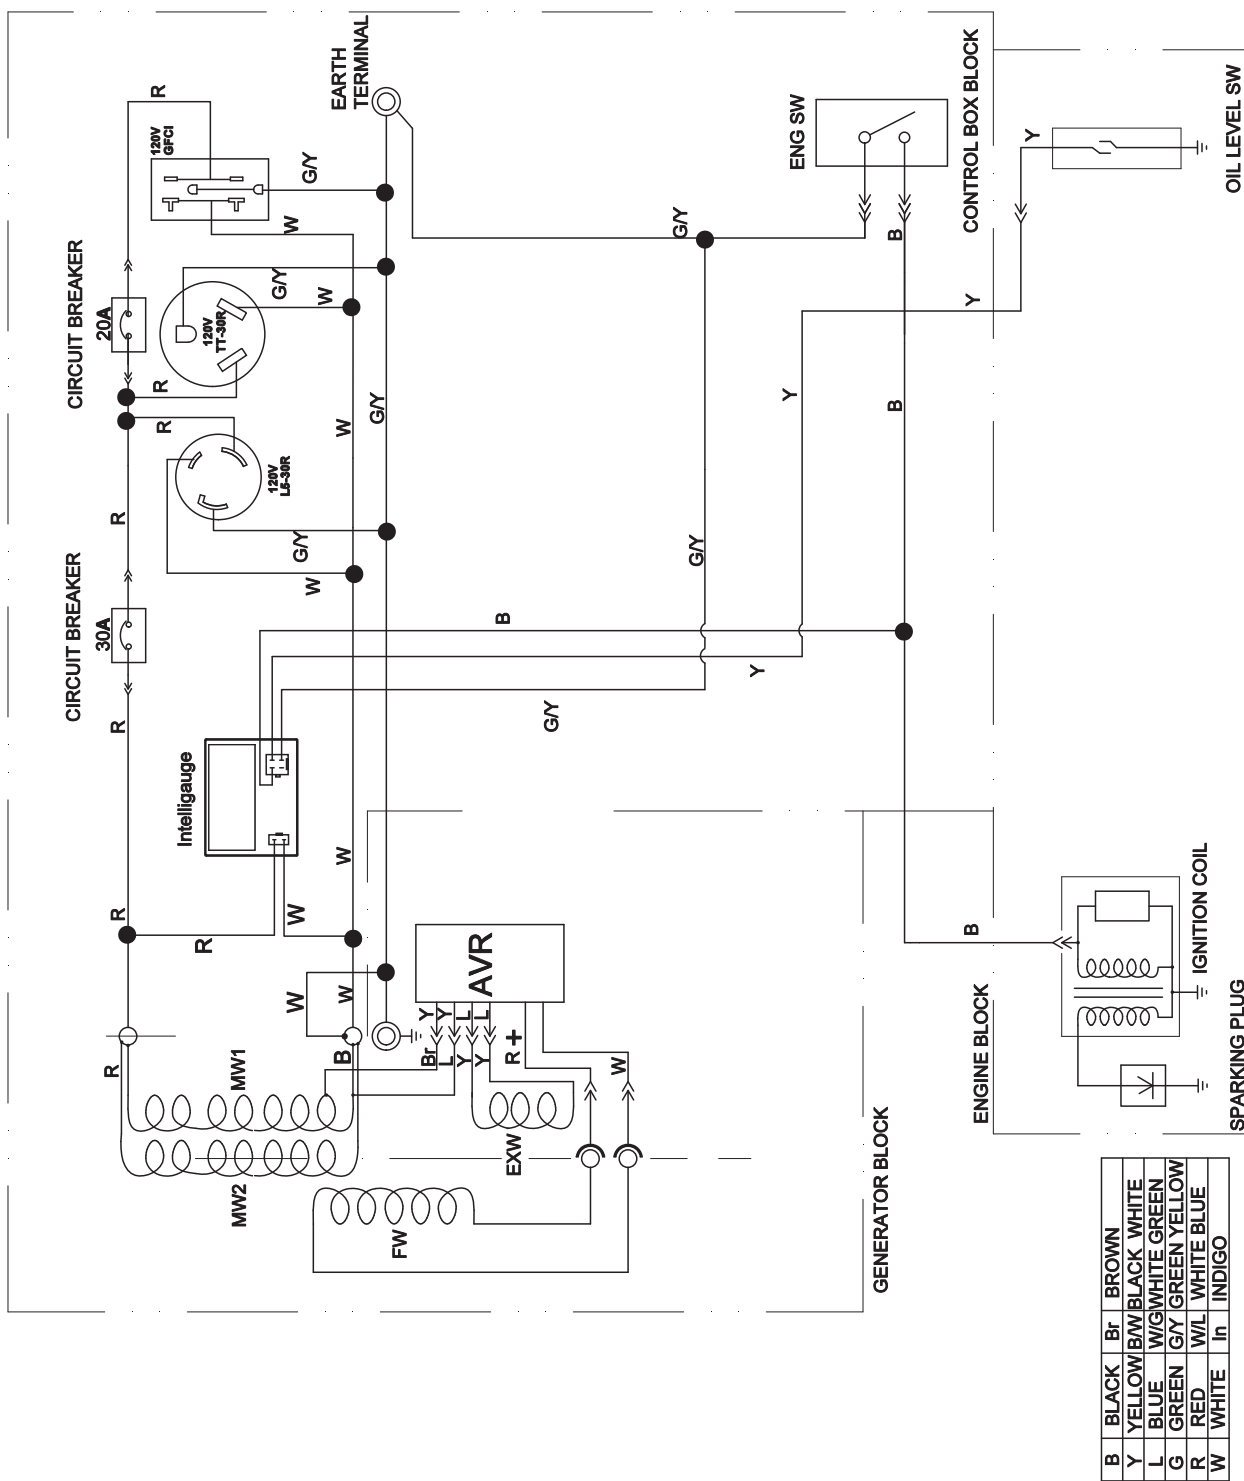 R
120V
GFCI
EARTH
TERMINAL
G/Y
W
CIRCUIT BREAKER
20A
G/Y
W
120V
TT-30R
R
R
120V
L5-30R
W
G/Y
R
G/Y
W
CIRCUIT BREAKER
30A
R
Intelligauge
R
R
W
W
W
W
ENG SW
CONTROL BOX BLOCK
G/Y
B
Y
OIL LEVEL SW
Y
Y
B
G/Y
B
Y
G/Y
AVR
Y
Y
L
L
R
+
Br
L
Y
Y
W
R
B
MW1
MW2
EXW
FW
GENERATOR BLOCK
B
ENGINE BLOCK
IGNITION COIL
SPARKING PLUG
B BLACK Br BROWN
Y YELLOW B/W BLACK WHITE
L BLUE W/G WHITE GREEN
G GREEN G/Y GREEN YELLOW
R RED W/L WHITE BLUE
W WHITE In INDIGO